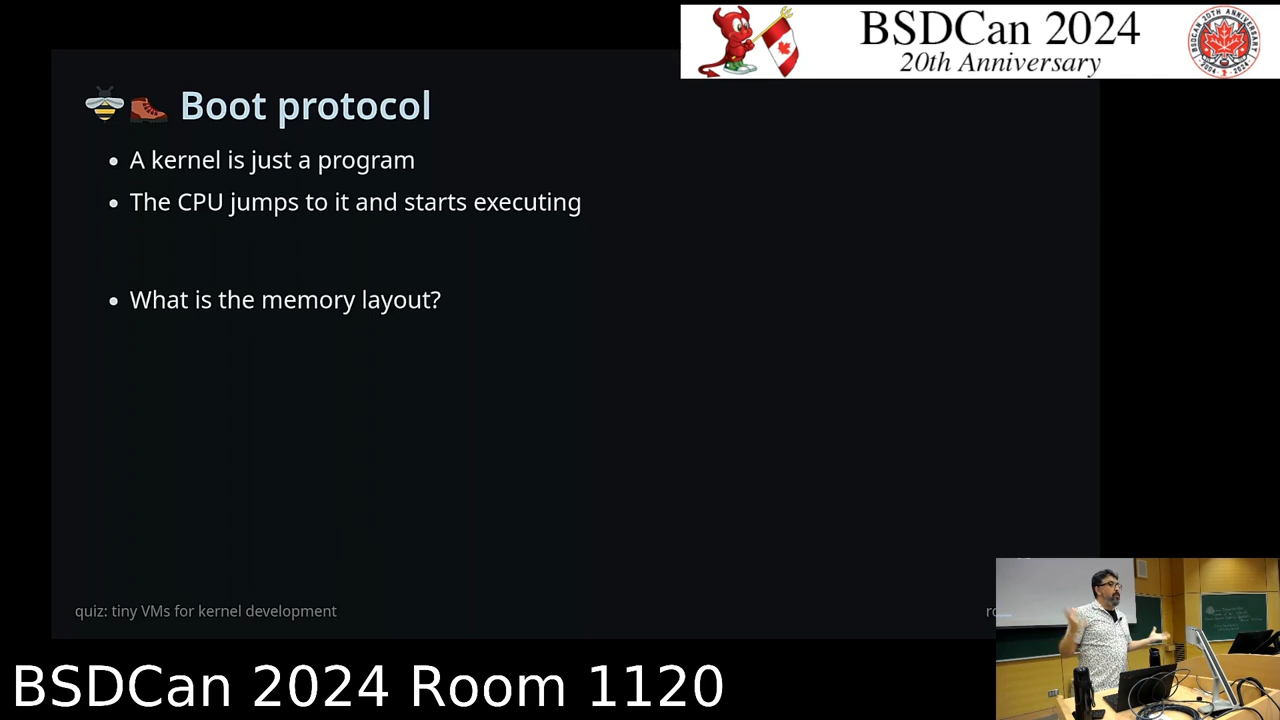 BSDCan 2024
20th Anniversary
Boot protocol
A kernel is just a program
The CPU jumps to it and starts executing
What is the memory layout?
quiz: tiny VMs for kernel development
BSDCan 2024 Room 1120